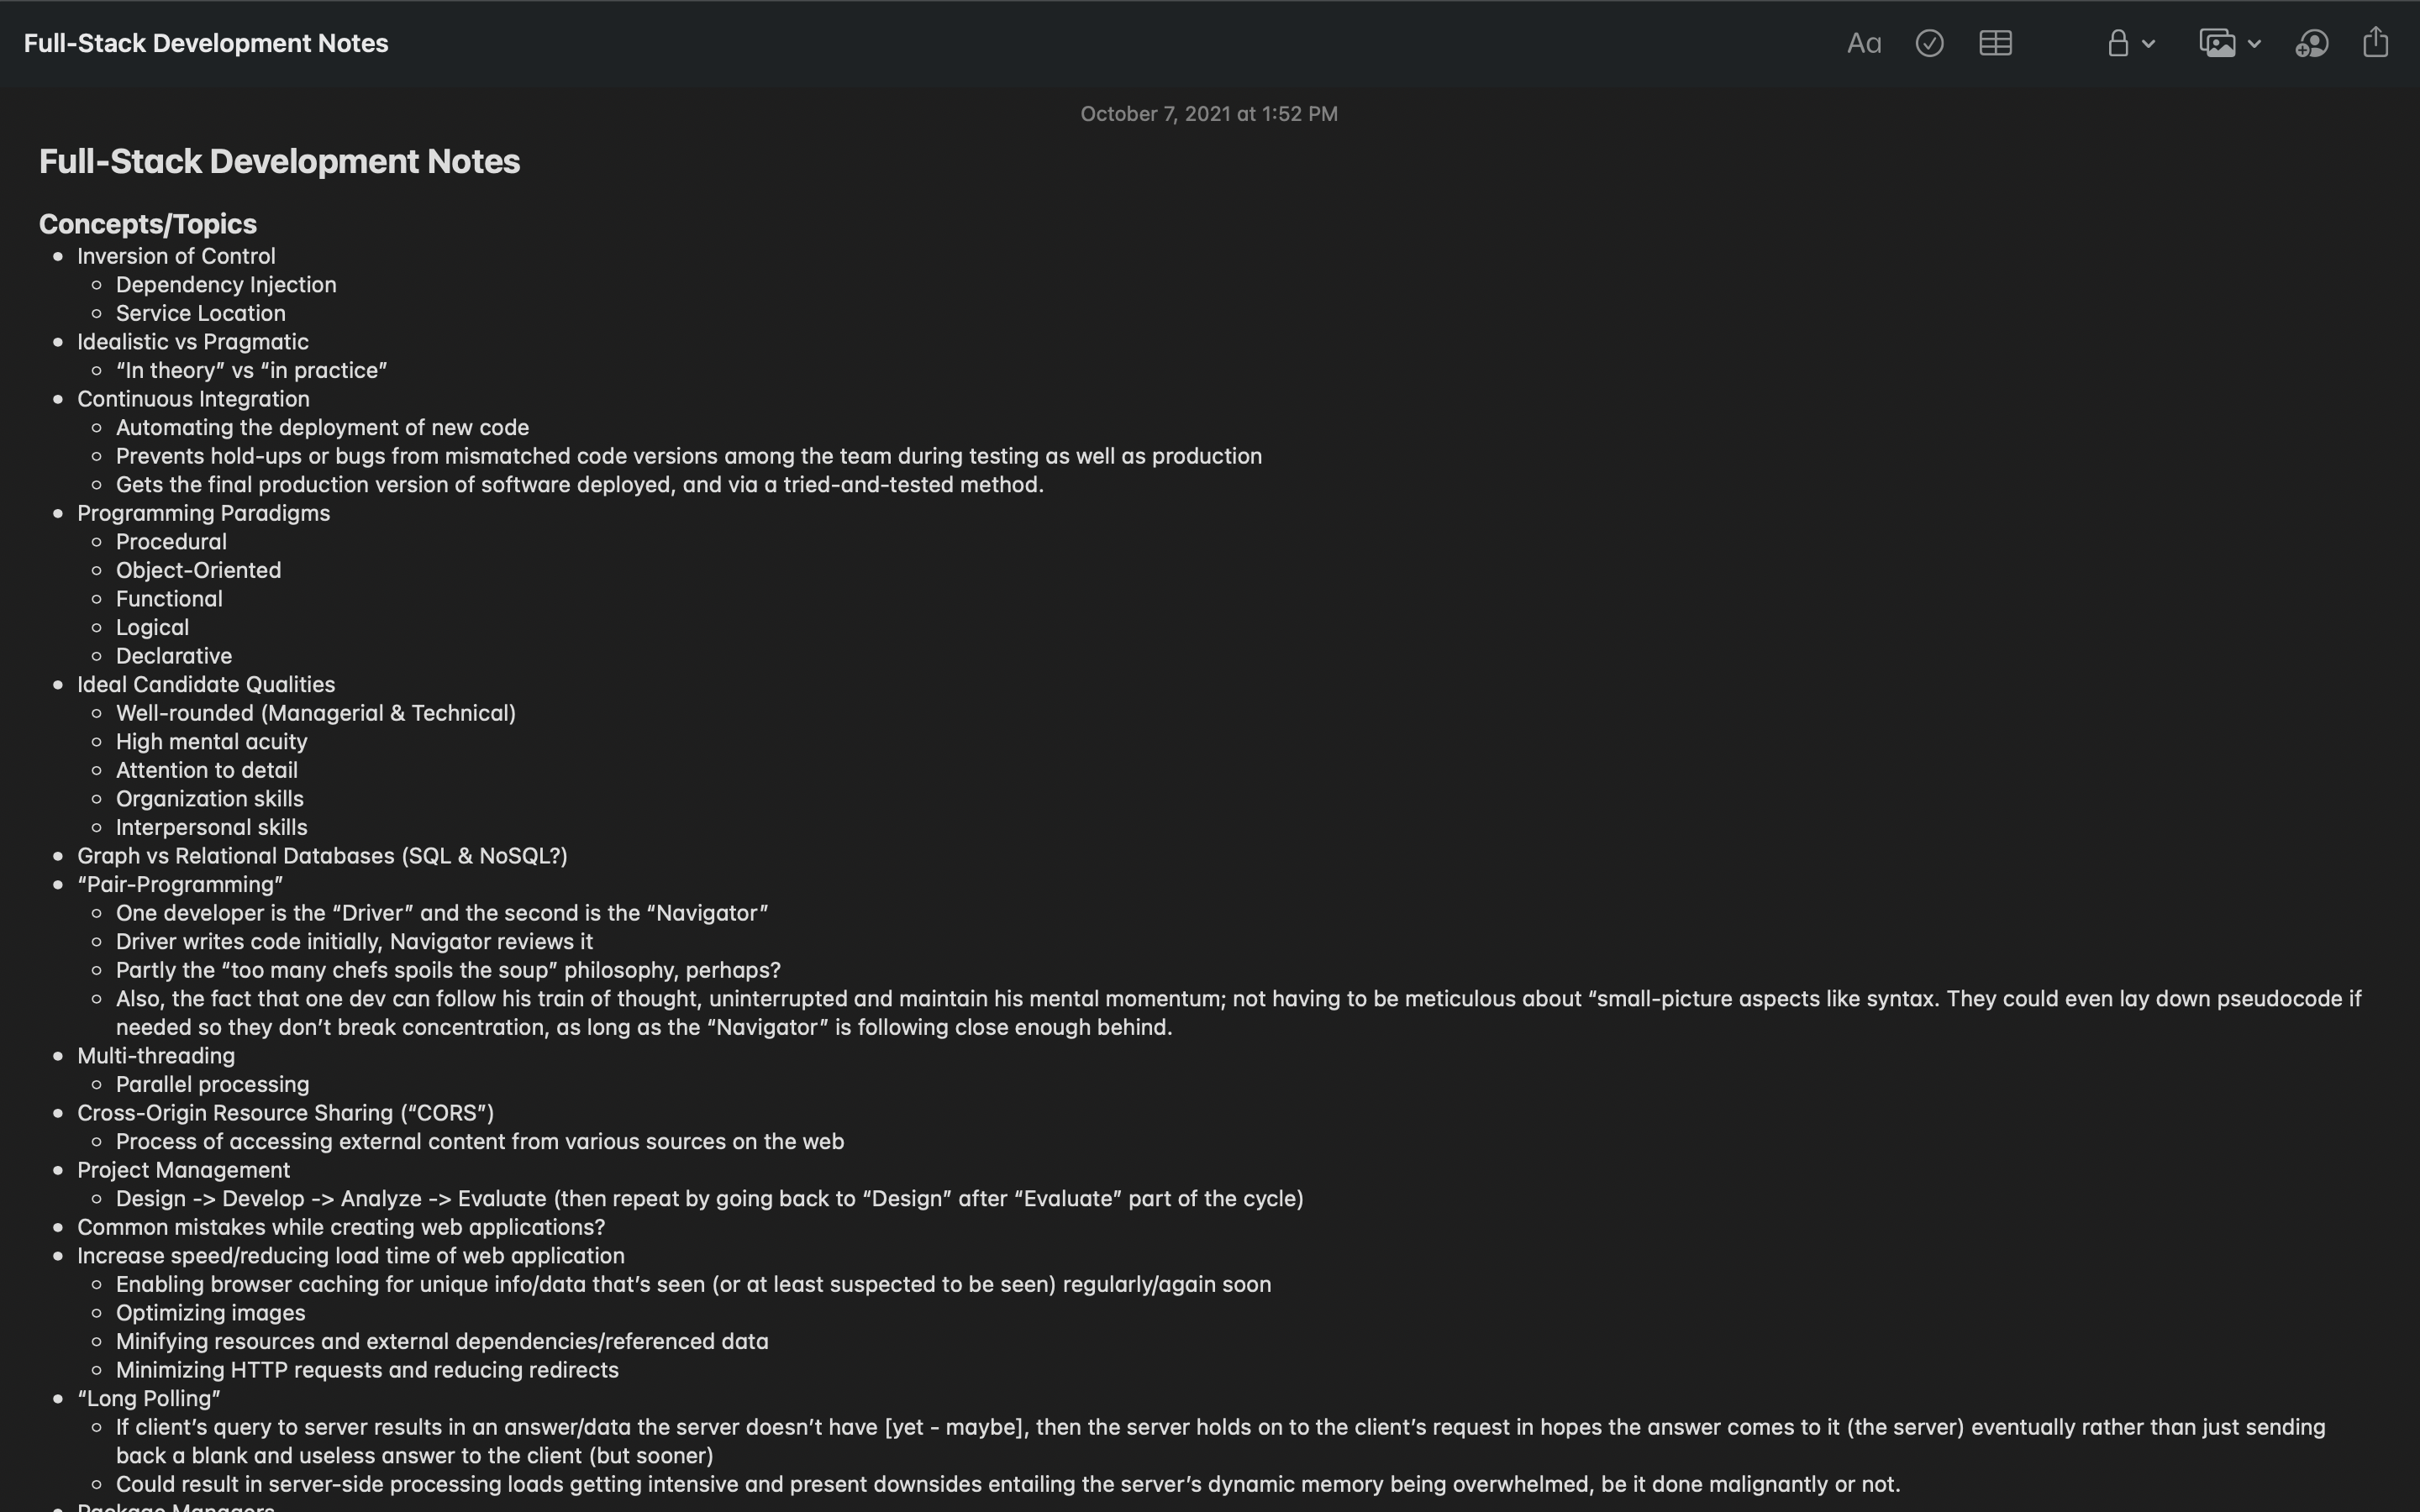 Full-Stack Development Notes
Aa
October 7, 2021 at 1:52 PM
Full-Stack Development Notes
Concepts/Topics
• Inversion of Control
◦ Dependency Injection
◦ Service Location
• Idealistic vs Pragmatic
◦ “In theory” vs “in practice”
• Continuous Integration
◦ Automating the deployment of new code
◦ Prevents hold-ups or bugs from mismatched code versions among the team during testing as well as production
◦ Gets the final production version of software deployed, and via a tried-and-tested method.
• Programming Paradigms
◦ Procedural
◦ Object-Oriented
◦ Functional
◦ Logical
◦ Declarative
• Ideal Candidate Qualities
◦ Well-rounded (Managerial & Technical)
◦ High mental acuity
◦ Attention to detail
◦ Organization skills
◦ Interpersonal skills
• Graph vs Relational Databases (SQL & NoSQL?)
• “Pair-Programming”
◦ One developer is the “Driver” and the second is the “Navigator”
◦ Driver writes code initially, Navigator reviews it
◦ Partly the “too many chefs spoils the soup” philosophy, perhaps?
◦ Also, the fact that one dev can follow his train of thought, uninterrupted and maintain his mental momentum; not having to be meticulous about “small-picture aspects like syntax. They could even lay down pseudocode if
needed so they don’t break concentration, as long as the “Navigator” is following close enough behind.
• Multi-threading
◦ Parallel processing
• Cross-Origin Resource Sharing (“CORS”)
◦ Process of accessing external content from various sources on the web
• Project Management
◦ Design -> Develop -> Analyze -> Evaluate (then repeat by going back to “Design” after “Evaluate” part of the cycle)
• Common mistakes while creating web applications?
• Increase speed/reducing load time of web application
◦ Enabling browser caching for unique info/data that’s seen (or at least suspected to be seen) regularly/again soon
◦ Optimizing images
◦ Minifying resources and external dependencies/referenced data
◦ Minimizing HTTP requests and reducing redirects
• “Long Polling”
◦ If client’s query to server results in an answer/data the server doesn’t have [yet - maybe], then the server holds on to the client’s request in hopes the answer comes to it (the server) eventually rather than just sending
back a blank and useless answer to the client (but sooner)
◦ Could result in server-side processing loads getting intensive and present downsides entailing the server’s dynamic memory being overwhelmed, be it done malignantly or not.
• Package Managers